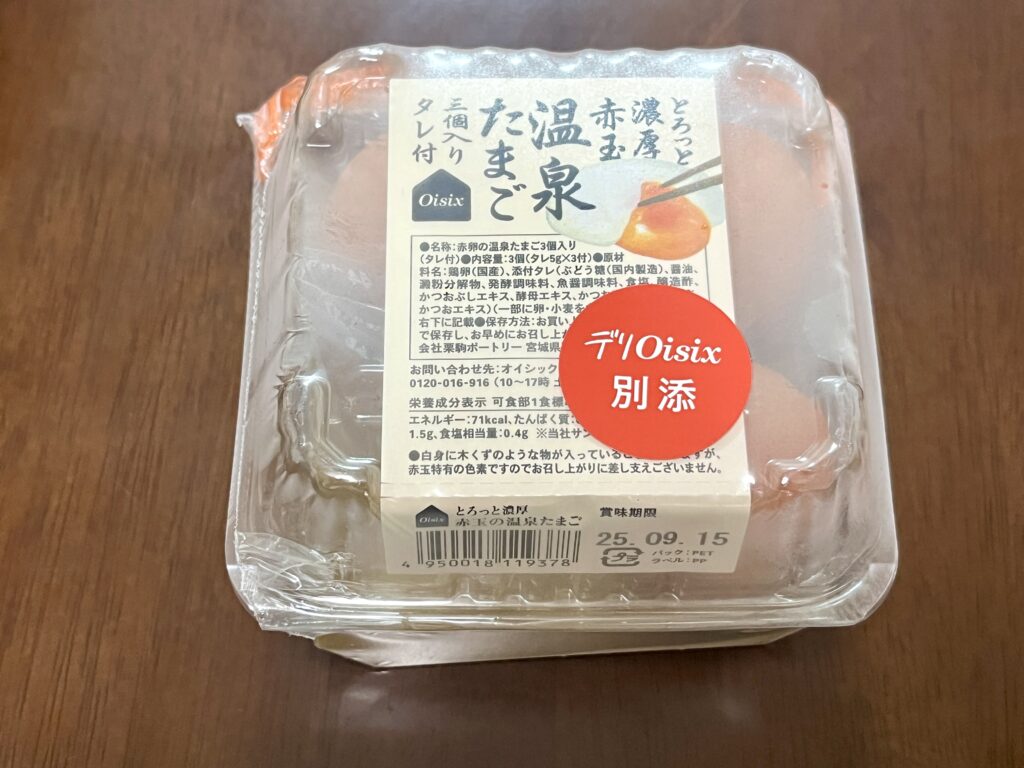 とろっと
濃厚
赤玉
温泉
たまご
三個入り
タレ付
Oisix
●名称:赤卵の温泉たまご3個入り
(タレ付)●内容量:3個(タレ5g×3付)●原材
料名:鶏卵(国産)、添付タレ(ぶどう糖(国内製造)、醤油、
澱粉分解物、発酵調味料、魚醤調味料、食塩、醸造酢、
かつおぶしエキス、酵母エキス、かつお
かつおエキス)(一部に卵・小麦を
右下に記載●保存方法:お買い上
で保存し、お早めにお召し上が
会社栗駒ポートリー 宮城県
お問い合わせ先:オイシック
0120-016-916(10〜17時 土
栄養成分表示 可食部1食標
エネルギー:71kcal、たんぱく質:
1.5g、食塩相当量:0.4g ※当社サン
●白身に木くずのような物が入っている
赤玉特有の色素ですのでお召し上がりに差し支えございません。
デリOisix
別添
Oisix
とろっと濃厚
赤玉の温泉たまご
4 950018 119378
賞味期限
25. 09. 15
プラ
パック:PET
ラベル:PP